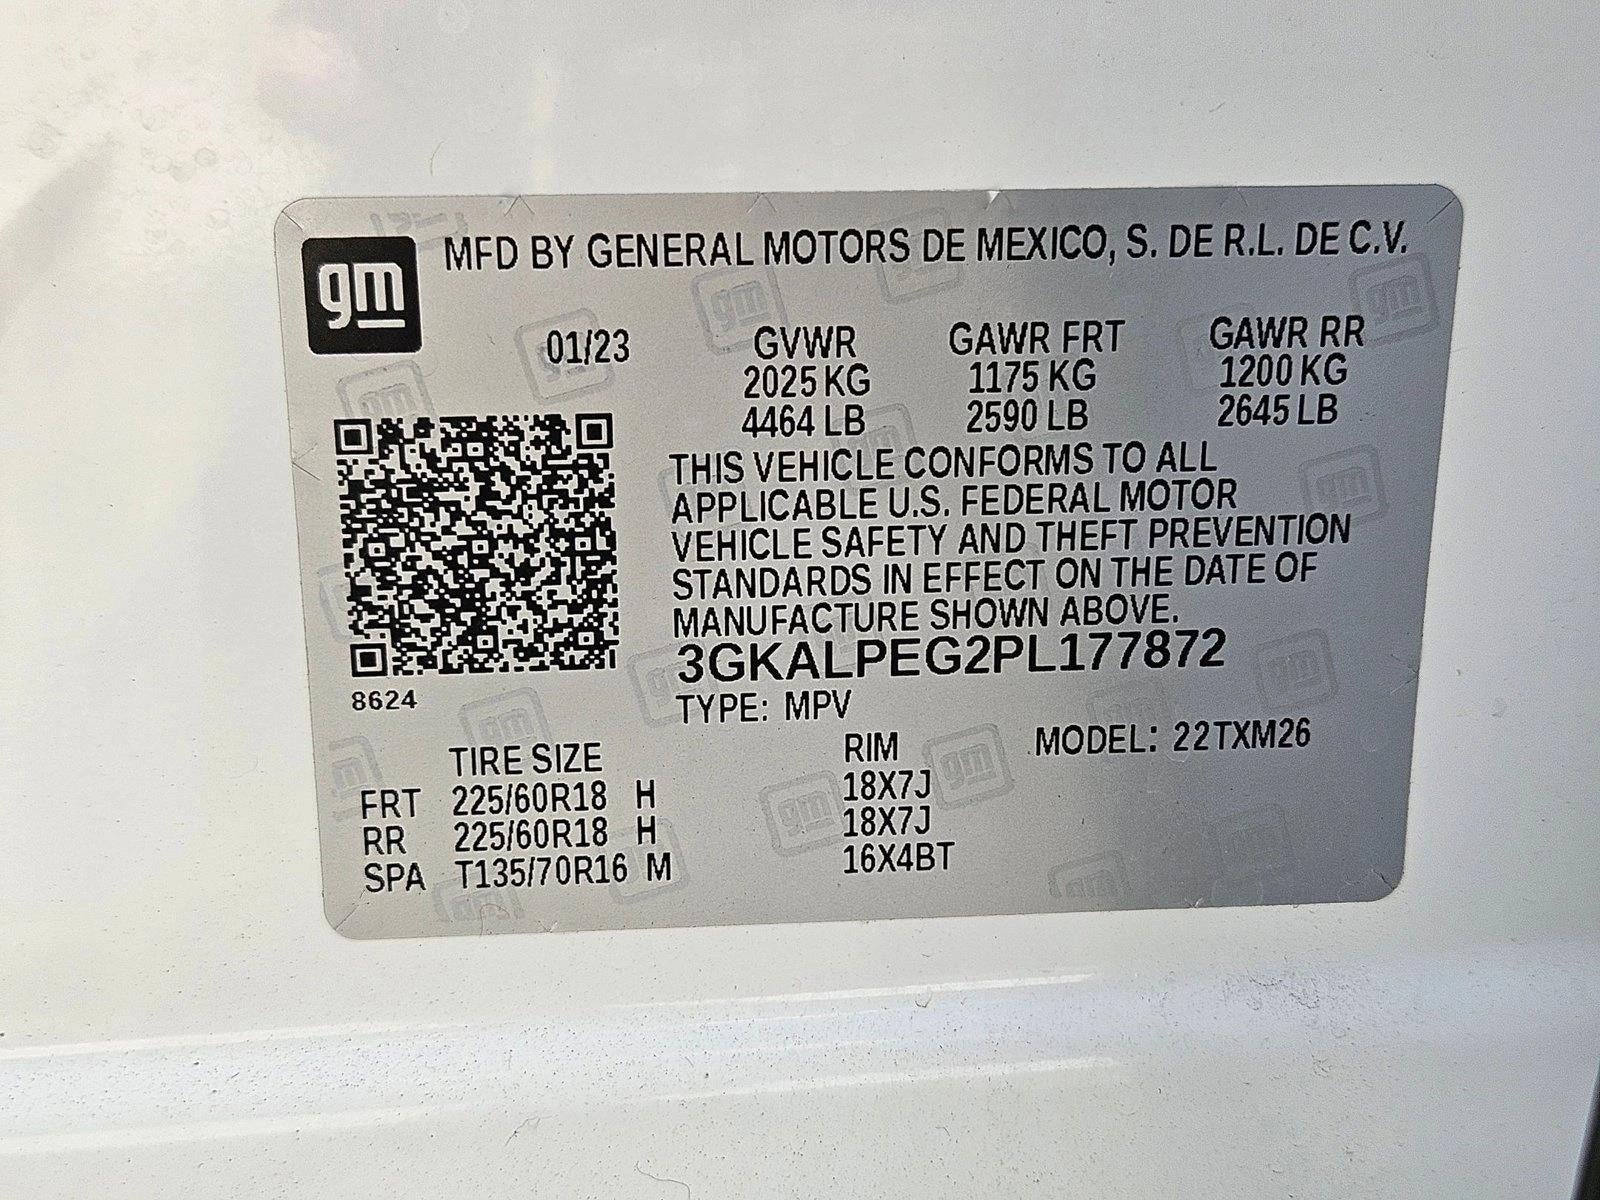 gm
MFD BY GENERAL MOTORS DE MEXICO, S. DE R.L. DE C.V.
01/23 GVWR GAWR FRT GAWR RR
2025 KG 1175 KG 1200 KG
4464 LB 2590 LB 2645 LB
THIS VEHICLE CONFORMS TO ALL
APPLICABLE U.S. FEDERAL MOTOR
VEHICLE SAFETY AND THEFT PREVENTION
STANDARDS IN EFFECT ON THE DATE OF
MANUFACTURE SHOWN ABOVE.
3GKALPEG2PL177872
8624
TYPE: MPV
TIRE SIZE RIM MODEL: 22TXM26
FRT 225/60R18 H 18X7J
RR 225/60R18 H 18X7J
SPA T135/70R16 M 16X4BT